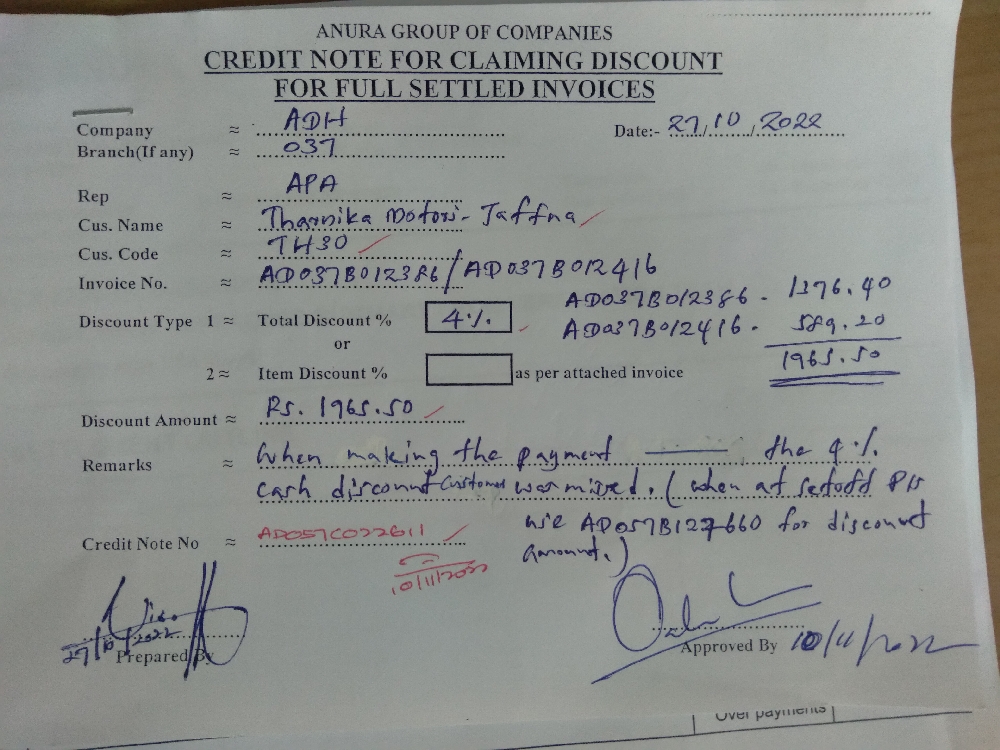 ANURA GROUP OF COMPANIES
CREDIT NOTE FOR CLAIMING DISCOUNT
FOR FULL SETTLED INVOICES
Company ≈ ADH Date:- 27/10/2022
Branch(If any) ≈ 037
Rep ≈ APA
Cus. Name ≈ Tharnika Motors- Jaffna
Cus. Code ≈ TH30
Invoice No. ≈ AD037B012386/AD037B012416
AD037B012386 - 1376.40
Discount Type 1 ≈ Total Discount % 4%
AD037B012416 - 589.20
or
1965.50
2 ≈ Item Discount % as per attached invoice
Discount Amount ≈ Rs. 1965.50
Remarks ≈ When making the payment the 4%
cash discount Customer was missed. (when at setoff Pls
use AD057B127660 for discount
amount.)
Credit Note No ≈ AD057C022611
10/11/2022
27/10/2022
Prepared By
Approved By 10/11/2022
Over payments